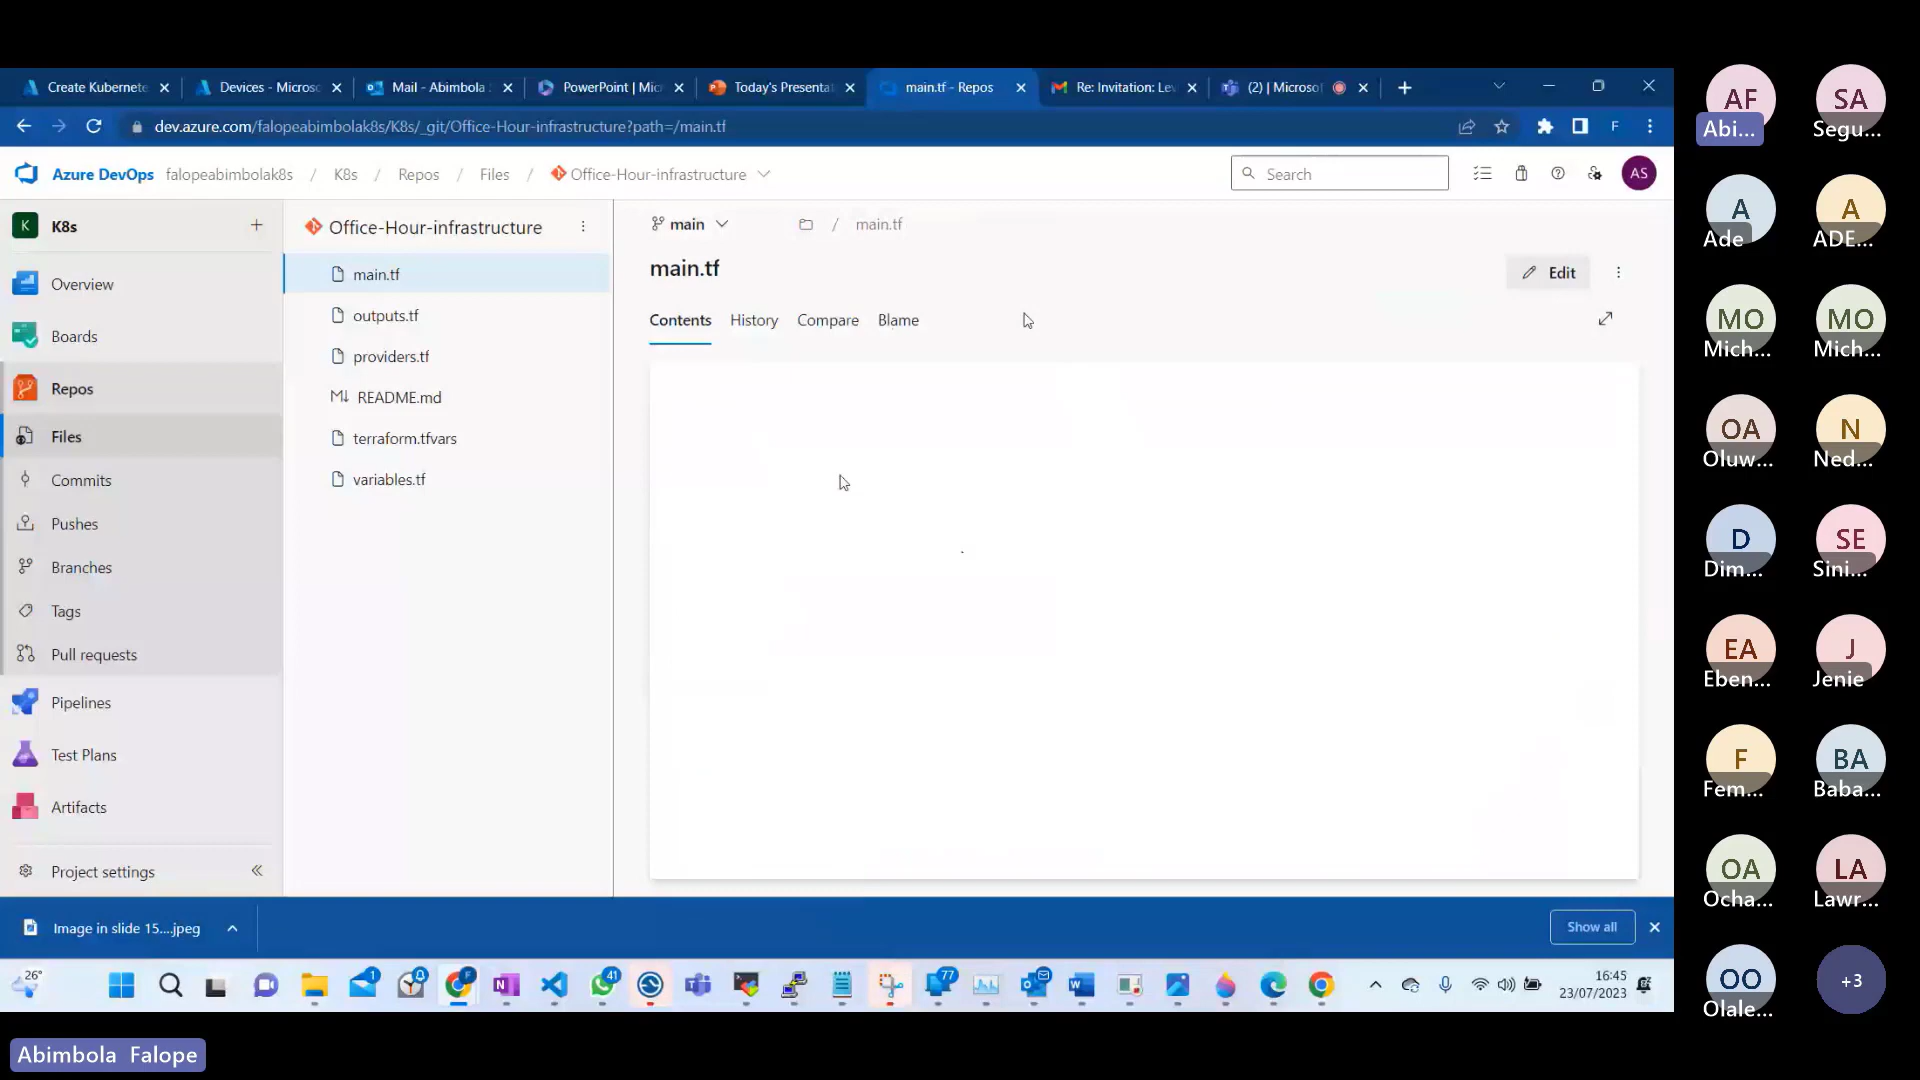 Create Kubernete
Devices - Microsc
Mail - Abimbola
PowerPoint | Mic
Today's Presenta
main.tf - Repos
Re: Invitation: Le
(2) | Microso
dev.azure.com/falopeabimbolak8s/K8s/_git/Office-Hour-infrastructure?path=/main.tf
F
Azure DevOps falopeabimbolak8s / K8s / Repos / Files / Office-Hour-infrastructure
Search
AS
K K8s
Overview
Boards
Repos
Files
Commits
Pushes
Branches
Tags
Pull requests
Pipelines
Test Plans
Artifacts
Project settings
Office-Hour-infrastructure
main.tf
outputs.tf
providers.tf
README.md
terraform.tfvars
variables.tf
main / main.tf
main.tf
Edit
Contents History Compare Blame
Image in slide 15....jpeg
Show all
26°
1
F
41
77
16:45
23/07/2023
AF
Abi...
SA
Segu...
A
Ade
A
ADE...
MO
Mich...
MO
Mich...
OA
Oluw...
N
Ned...
D
Dim...
SE
Sini...
EA
Eben...
J
Jenie
F
Fem...
BA
Baba...
OA
Ocha...
LA
Lawr...
OO
Olale...
+3
Abimbola Falope